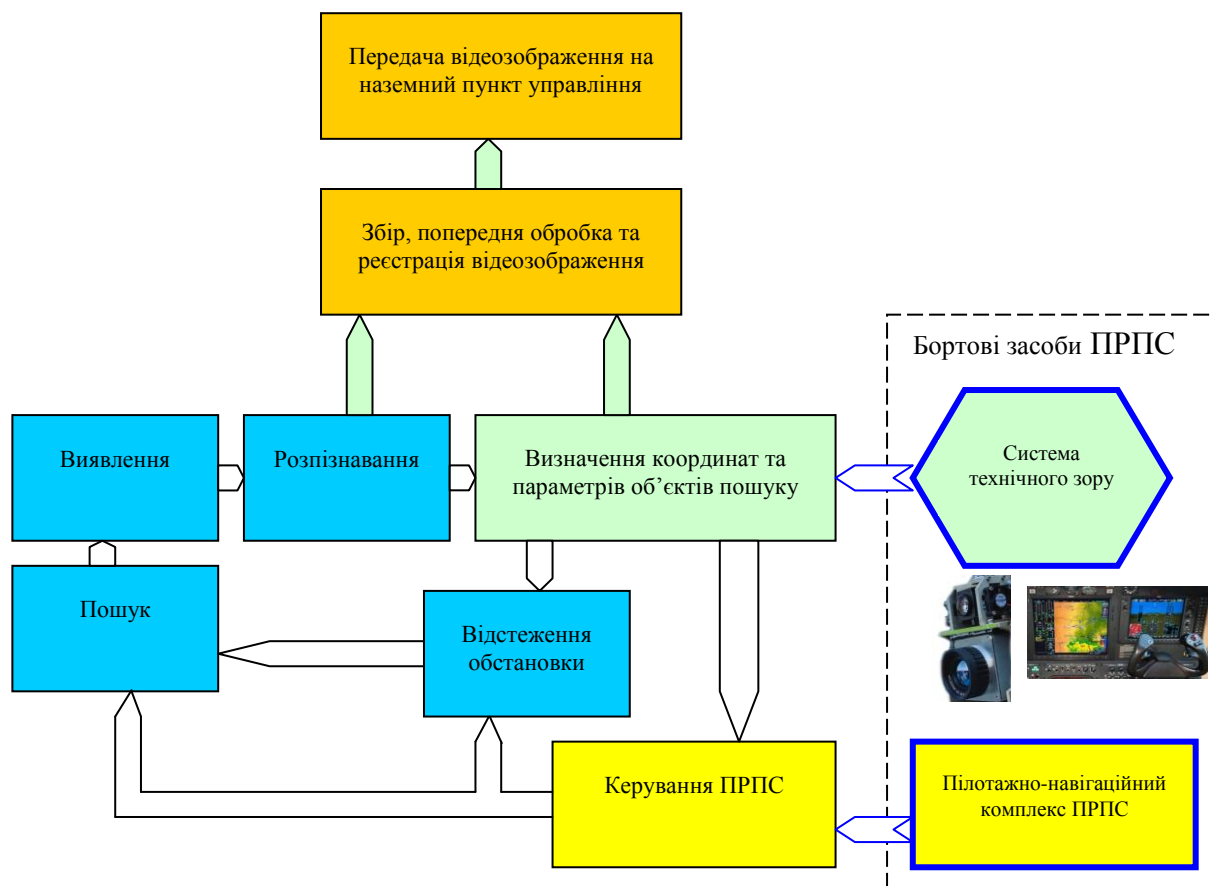 Передача відеозображення на
наземний пункт управління
Збір, попередня обробка та
реєстрація відеозображення
Бортові засоби ПРПС
Виявлення
Розпізнавання
Визначення координат та
параметрів об’єктів пошуку
Система
технічного зору
Пошук
Відстеження
обстановки
Керування ПРПС
Пілотажно-навігаційний
комплекс ПРПС